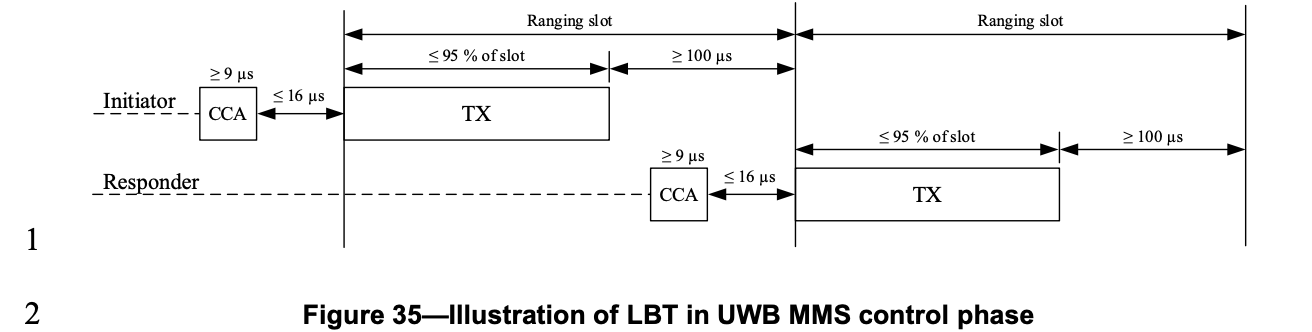 Ranging slot Ranging slot
≤ 95 % of slot ≥ 100 µs
≥ 9 µs
≤ 16 µs
Initiator CCA TX
≤ 95 % of slot ≥ 100 µs
≥ 9 µs
≤ 16 µs
Responder CCA TX
1
2 Figure 35—Illustration of LBT in UWB MMS control phase